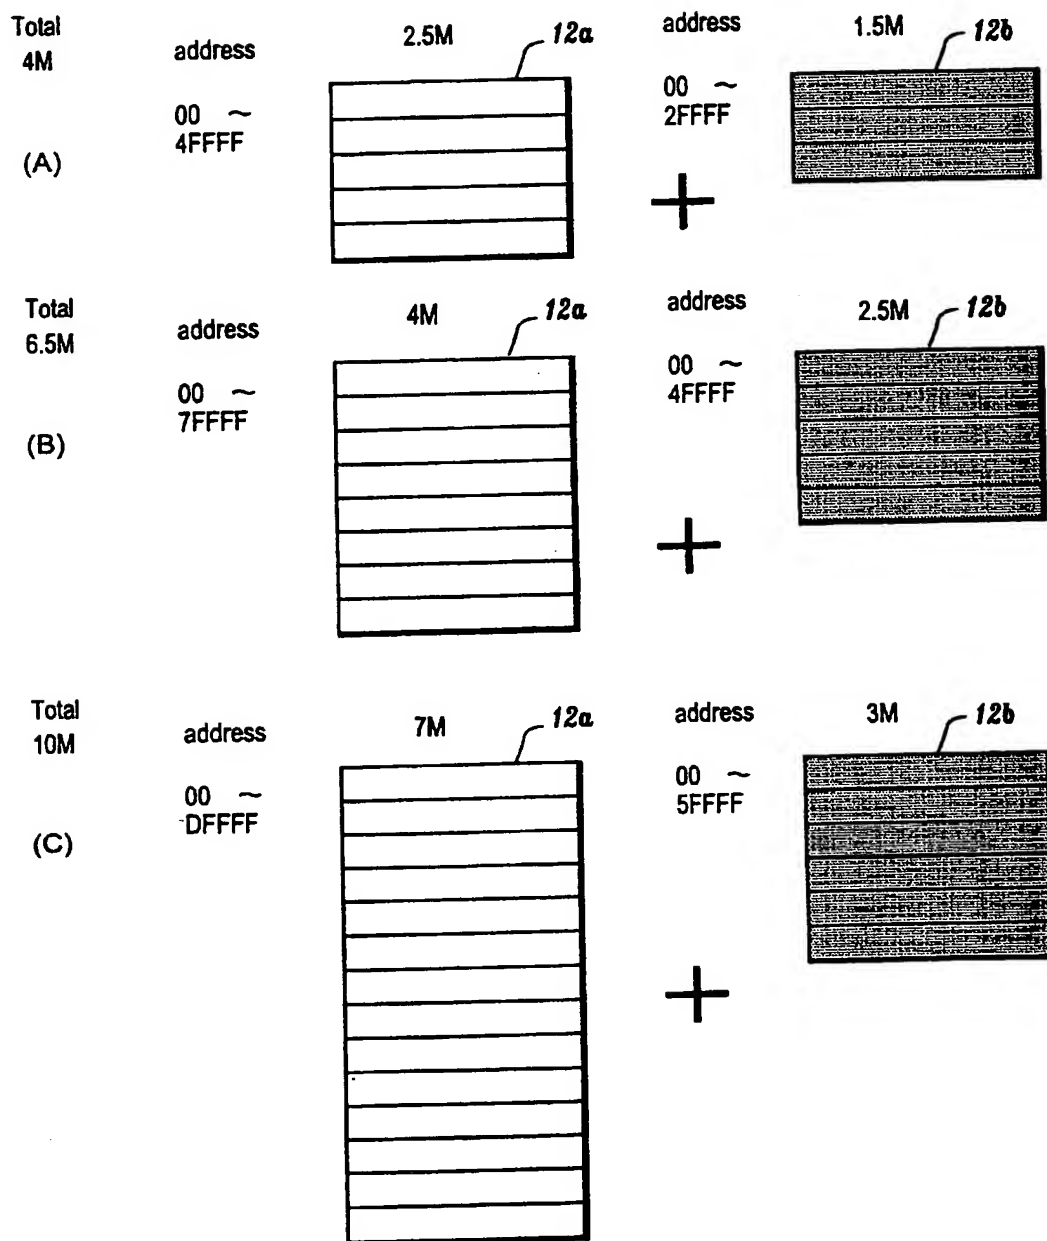 Total
4M
(A)
address
00 ~
4FFFF
2.5M
12a
+
address
00 ~
2FFFF
1.5M
12b
Total
6.5M
(B)
address
00 ~
7FFFF
4M
12a
+
address
00 ~
4FFFF
2.5M
12b
Total
10M
(C)
address
00 ~
DFFFF
7M
12a
+
address
00 ~
5FFFF
3M
12b